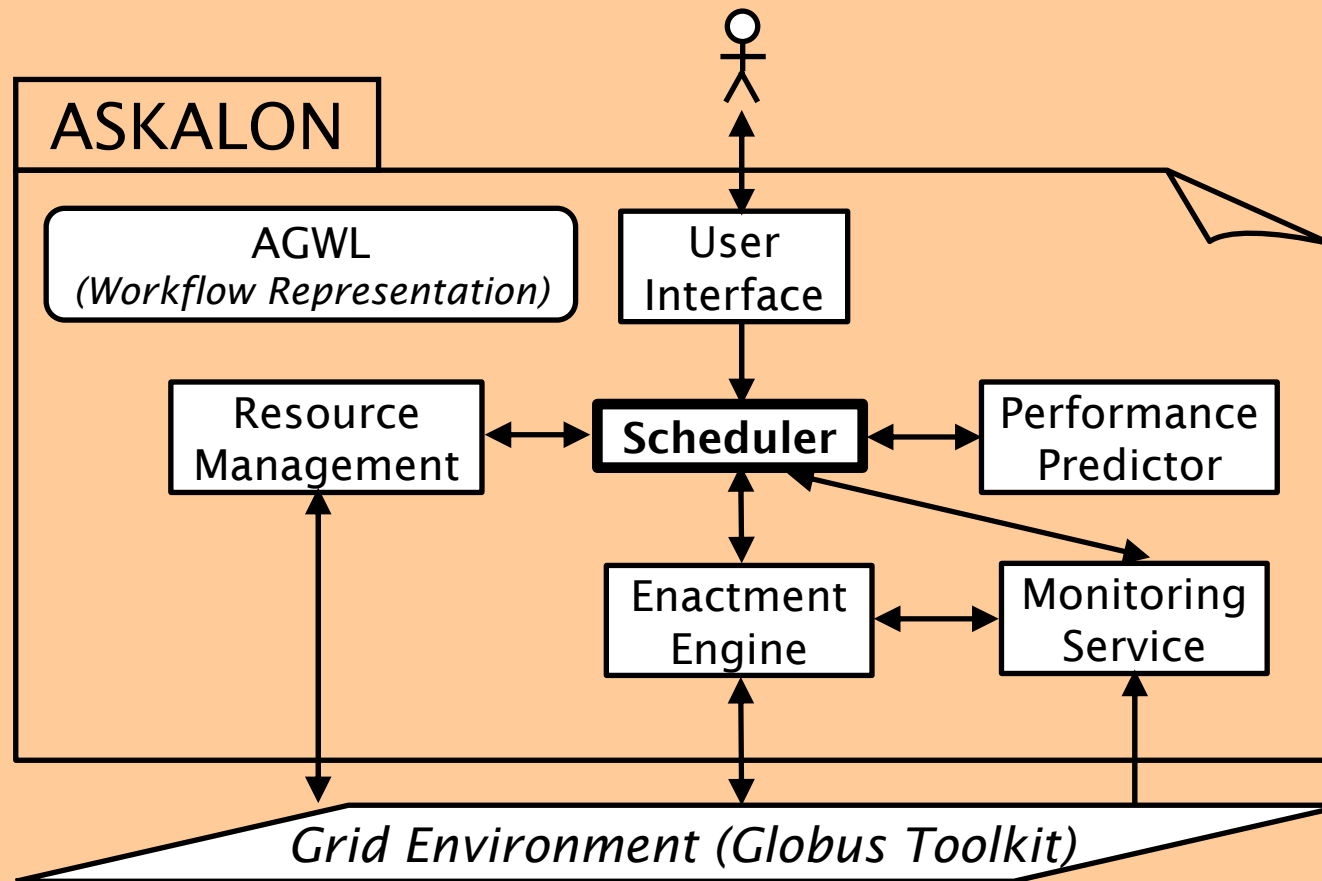 ASKALON
AGWL
(Workflow Representation)
User
Interface
Resource
Management
Scheduler
Performance
Predictor
Enactment
Engine
Monitoring
Service
Grid Environment (Globus Toolkit)